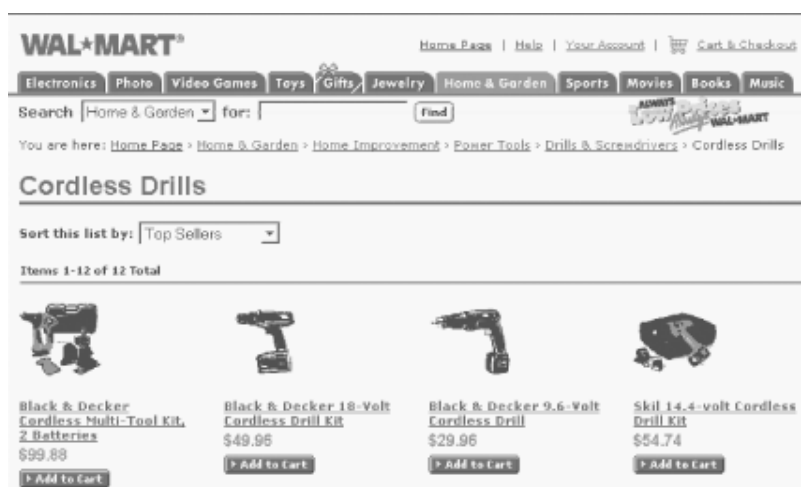 WAL★MART®
Home Page | Help | Your Account | Cart & Checkout
Electronics Photo Video Games Toys Gifts Jewelry Home & Garden Sports Movies Books Music
Search Home & Garden for: Find
ALWAYS Low Prices Always WAL-MART
You are here: Home Page > Home & Garden > Home Improvement > Power Tools > Drills & Screwdrivers > Cordless Drills
Cordless Drills
Sort this list by: Top Sellers
Items 1-12 of 12 Total
Black & Decker
Cordless Multi-Tool Kit,
2 Batteries
$99.88
Add to Cart
Black & Decker 18-Volt
Cordless Drill Kit
$49.96
Add to Cart
Black & Decker 9.6-Volt
Cordless Drill
$29.96
Add to Cart
Skil 14.4-volt Cordless
Drill Kit
$54.74
Add to Cart